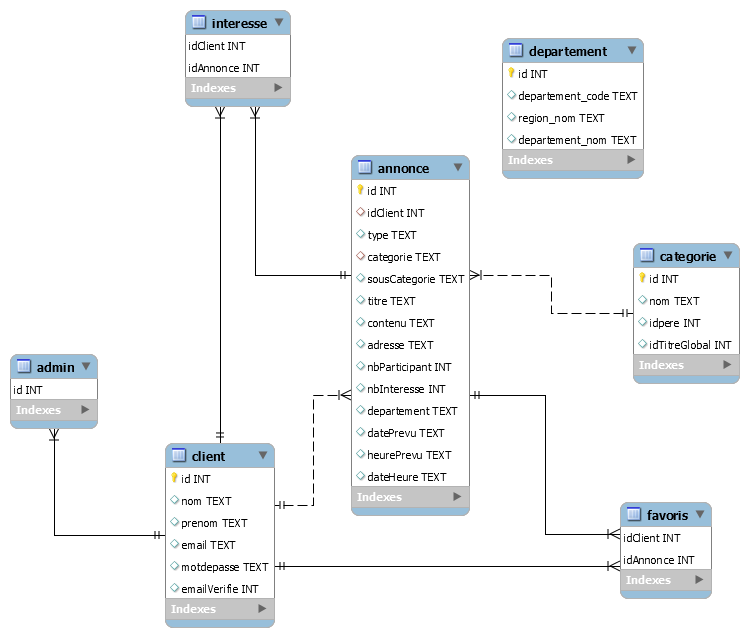 interesse
idClient INT
idAnnonce INT
Indexes
departement
id INT
departement_code TEXT
region_nom TEXT
departement_nom TEXT
Indexes
annonce
id INT
idClient INT
type TEXT
categorie TEXT
sousCategorie TEXT
titre TEXT
contenu TEXT
adresse TEXT
nbParticipant INT
nbInteresse INT
departement TEXT
datePrevu TEXT
heurePrevu TEXT
dateHeure TEXT
Indexes
categorie
id INT
nom TEXT
idpere INT
idTitreGlobal INT
Indexes
admin
id INT
Indexes
client
id INT
nom TEXT
prenom TEXT
email TEXT
motdepasse TEXT
emailVerifie INT
Indexes
favoris
idClient INT
idAnnonce INT
Indexes